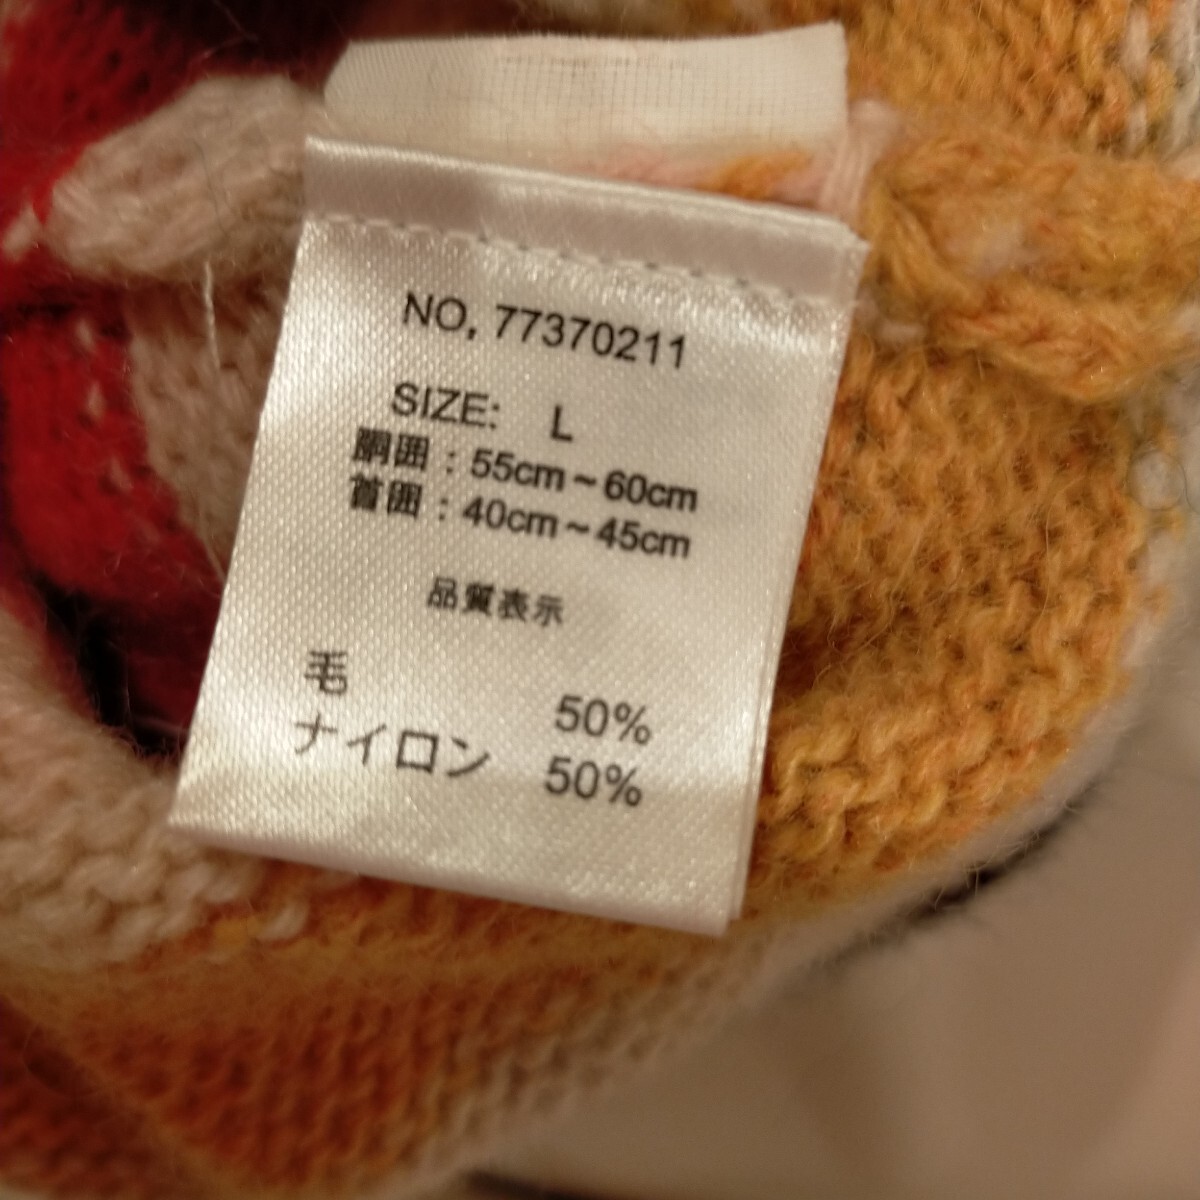 NO, 77370211
SIZE: L
胴囲：55cm～60cm
首囲：40cm～45cm
品質表示
毛 50%
ナイロン 50%